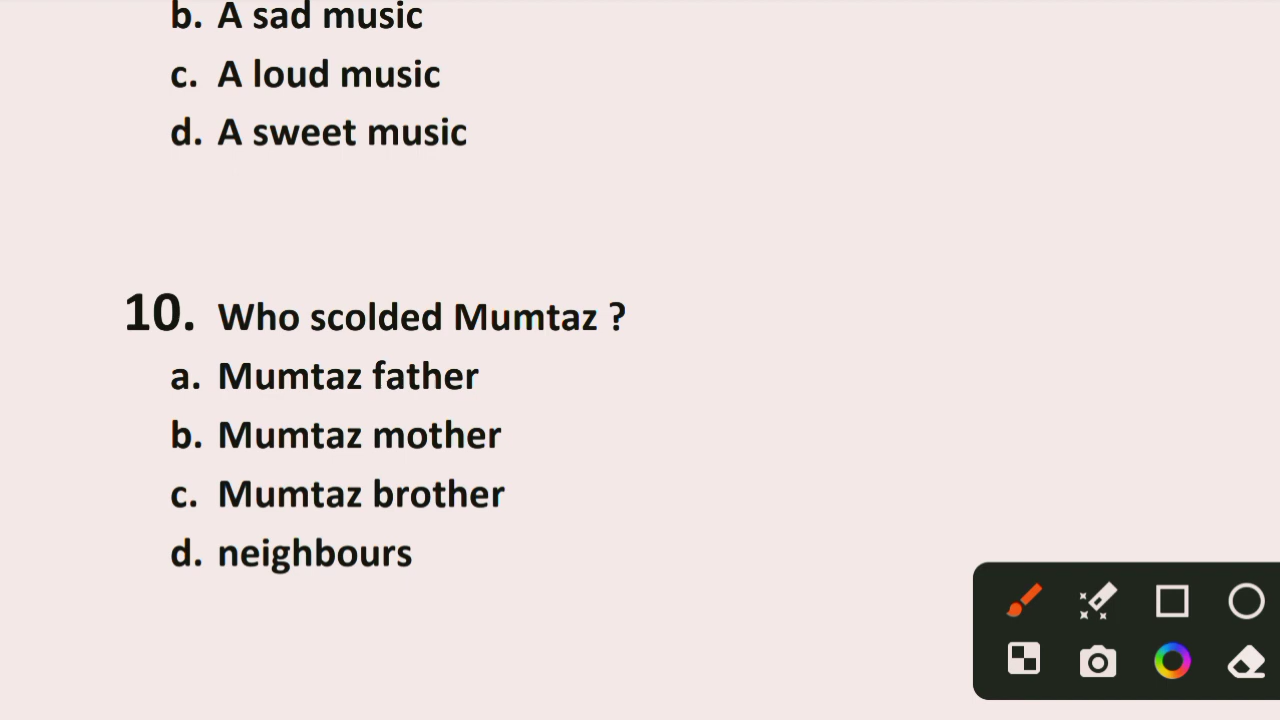 b. A sad music
c. A loud music
d. A sweet music
10. Who scolded Mumtaz ?
a. Mumtaz father
b. Mumtaz mother
c. Mumtaz brother
d. neighbours